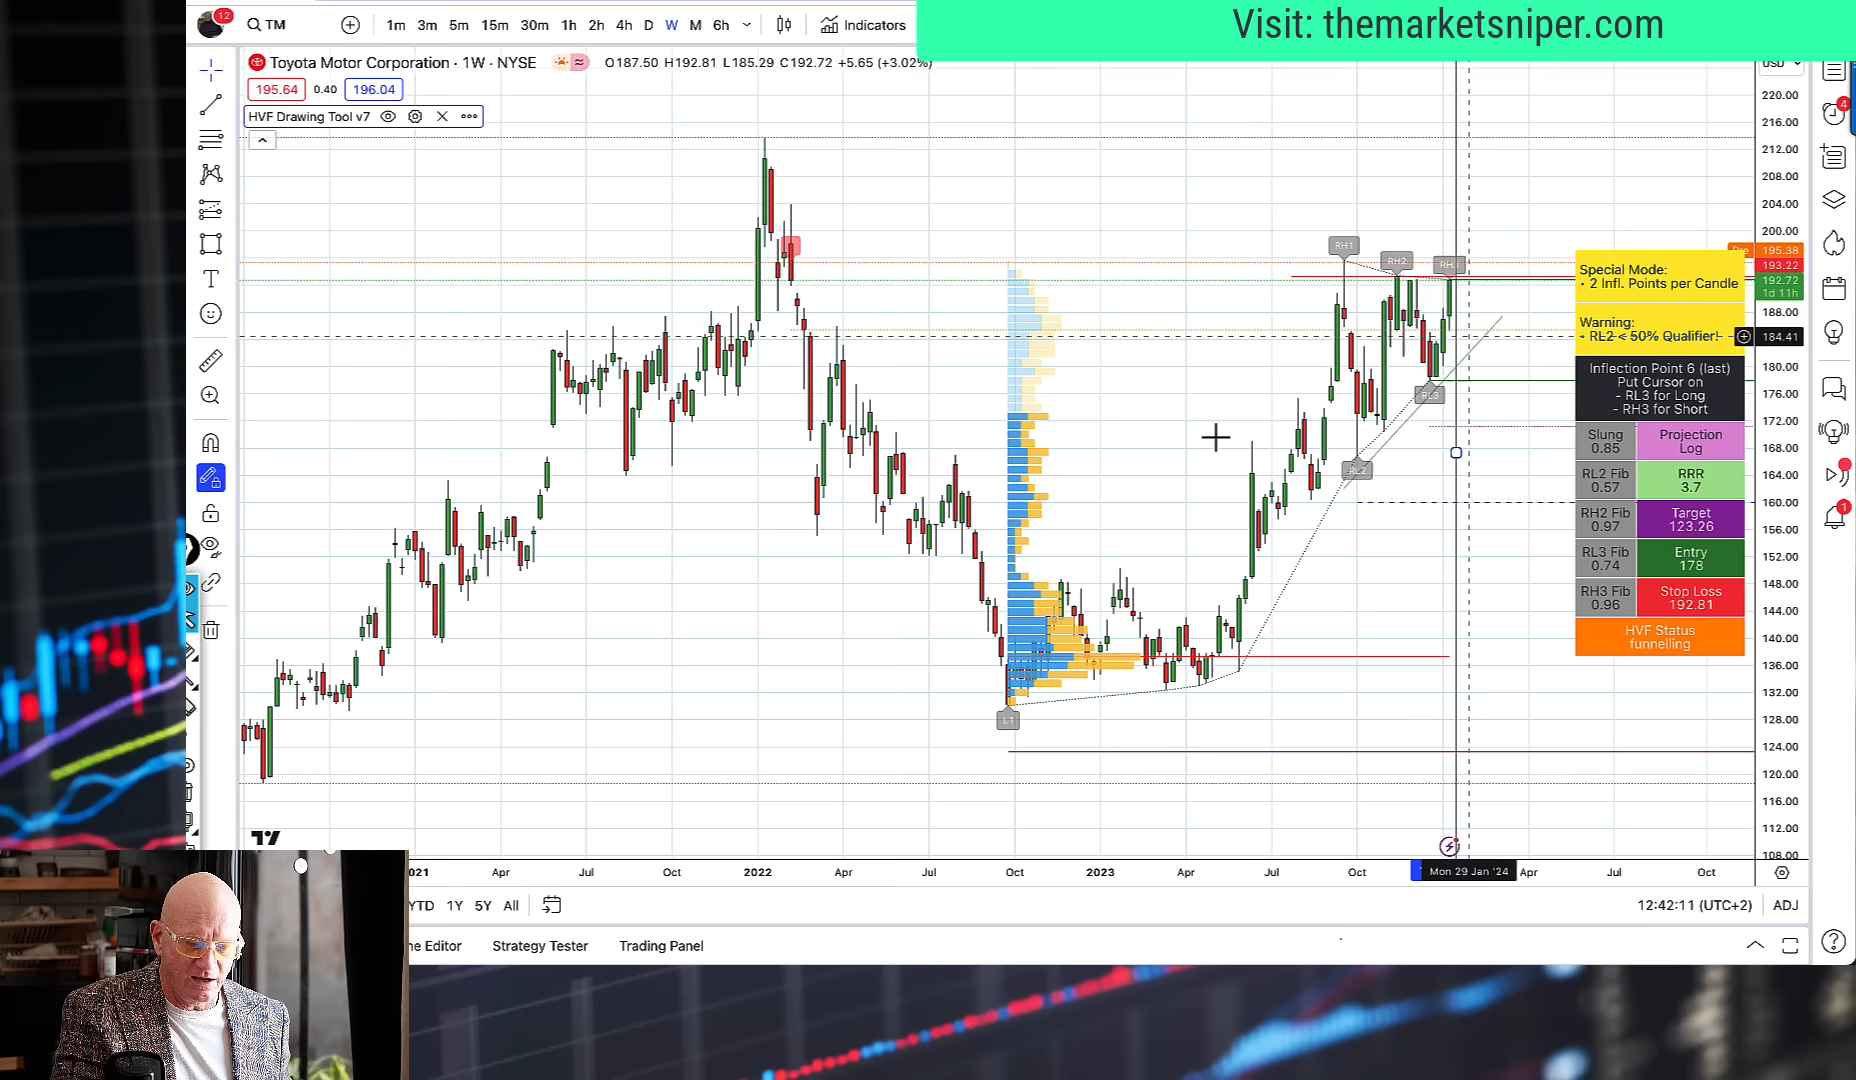 Visit: themarketsniper.com
12
TM
1m 3m 5m 15m 30m 1h 2h 4h D W M 6h
Indicators
Toyota Motor Corporation · 1W · NYSE
O187.50 H192.81 L185.29 C192.72 +5.65 (+3.02%)
USD
195.64 0.40 196.04
HVF Drawing Tool v7
220.00
216.00
212.00
208.00
204.00
200.00
195.38
193.22
192.72
1d 11h
188.00
184.41
180.00
176.00
172.00
168.00
164.00
160.00
156.00
152.00
148.00
144.00
140.00
136.00
132.00
128.00
124.00
120.00
116.00
112.00
108.00
RH1
RH2
RL3
RL2
L1
Special Mode:
• 2 Infl. Points per Candle
Warning:
• RL2 < 50% Qualifier!
Inflection Point 6 (last)
Put Cursor on
- RL3 for Long
- RH3 for Short
Slung
0.85
Projection
Log
RL2 Fib
0.57
RRR
3.7
RH2 Fib
0.97
Target
123.26
RL3 Fib
0.74
Entry
178
RH3 Fib
0.96
Stop Loss
192.81
HVF Status
funnelling
4
1
Apr Jul Oct 2022 Apr Jul Oct 2023 Apr Jul Oct Mon 29 Jan '24 Apr Jul Oct
YTD 1Y 5Y All
12:42:11 (UTC+2) ADJ
Editor Strategy Tester Trading Panel